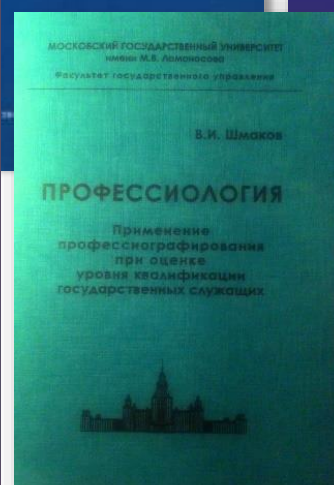 МОСКОВСКИЙ ГОСУДАРСТВЕННЫЙ УНИВЕРСИТЕТ
имени М.В. Ломоносова
Факультет государственного управления
В.И. Шмаков
ПРОФЕССИОЛОГИЯ
Применение
профессиографирования
при оценке
уровня квалификации
государственных служащих